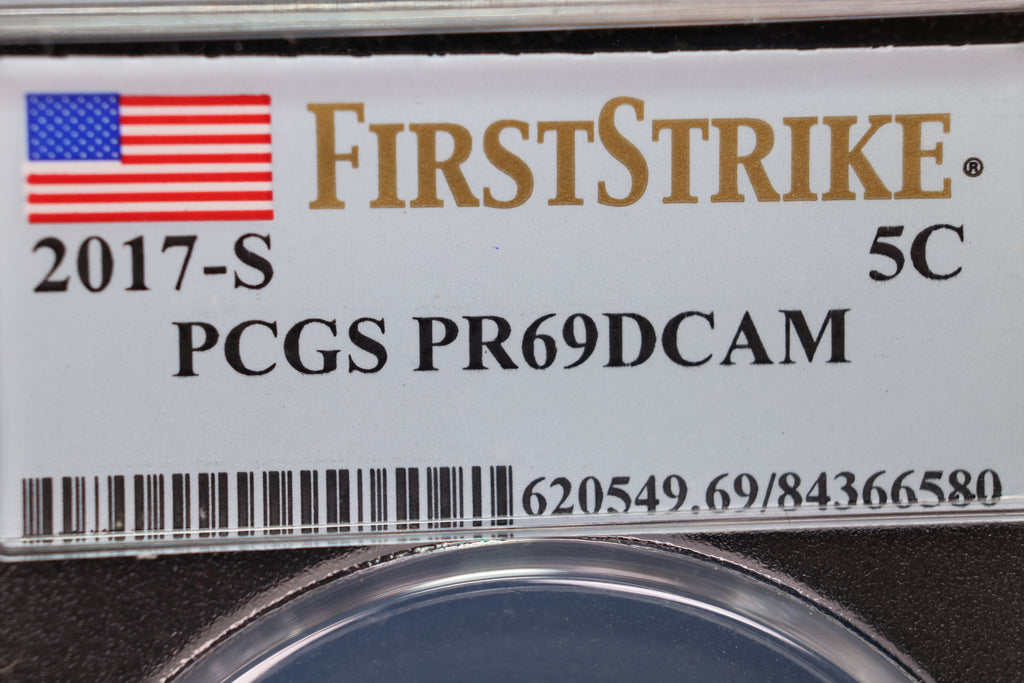 FIRSTSTRIKE®
2017-S 5C
PCGS PR69DCAM
620549.69/84366580